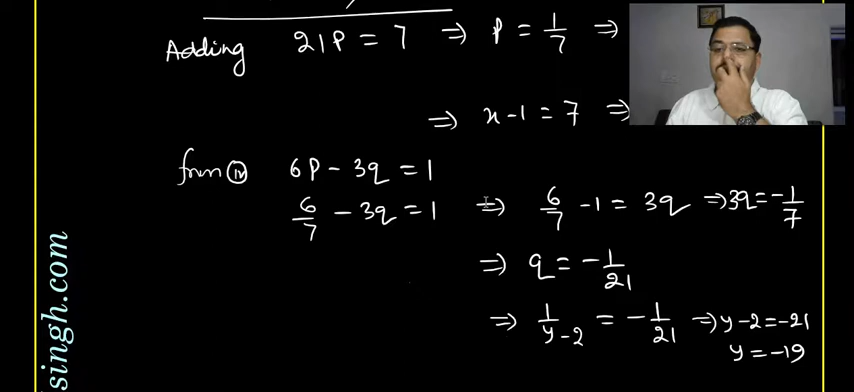 Adding 21P = 7 ⇒ P = 1/7 ⇒
⇒ x-1 = 7 ⇒
from (iv) 6P - 3q = 1
6/7 - 3q = 1 ⇒ 6/7 - 1 = 3q ⇒ 3q = -1/7
⇒ q = -1/21
⇒ 1/y-2 = -1/21 ⇒ y-2 = -21
y = -19
singh.com